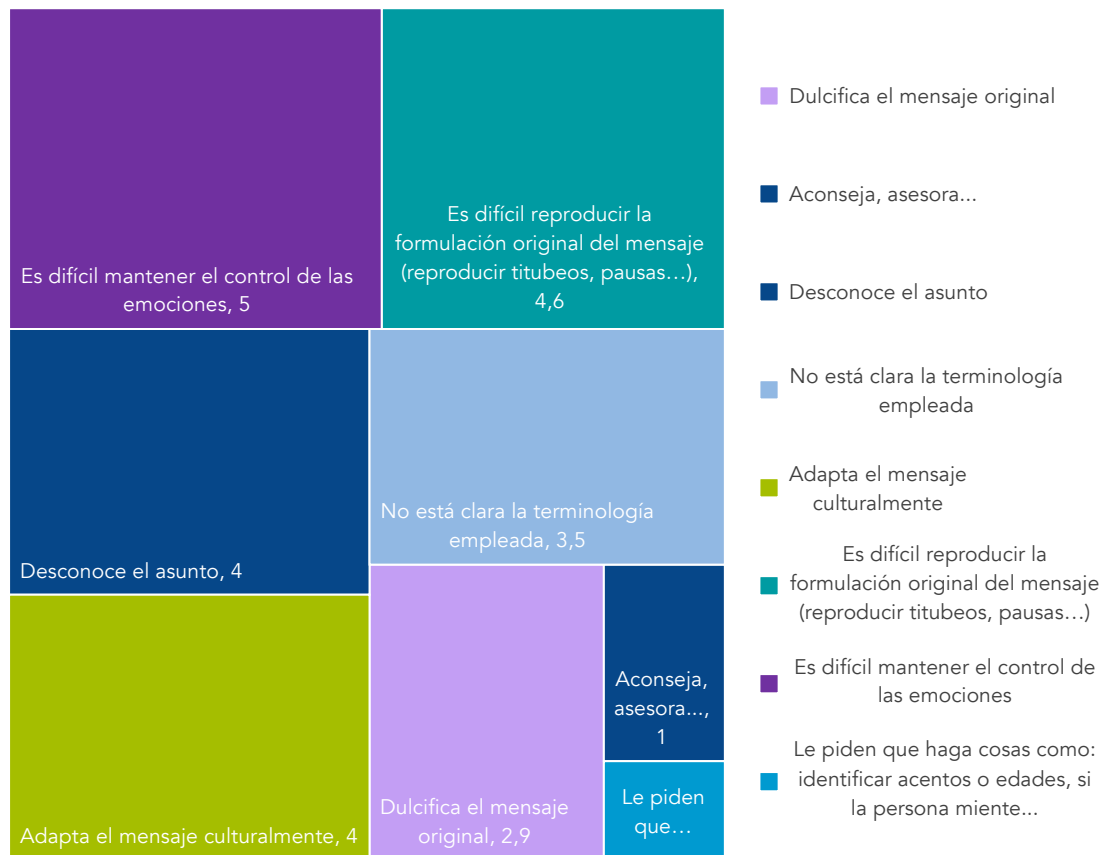 Es difícil mantener el control de las
emociones, 5
Es difícil reproducir la
formulación original del mensaje
(reproducir titubeos, pausas…),
4,6
Desconoce el asunto, 4
No está clara la terminología
empleada, 3,5
Adapta el mensaje culturalmente, 4
Dulcifica el mensaje
original, 2,9
Aconseja,
asesora...,
1
Le piden
que…
Dulcifica el mensaje original
Aconseja, asesora...
Desconoce el asunto
No está clara la terminología
empleada
Adapta el mensaje
culturalmente
Es difícil reproducir la
formulación original del mensaje
(reproducir titubeos, pausas…)
Es difícil mantener el control de
las emociones
Le piden que haga cosas como:
identificar acentos o edades, si
la persona miente...